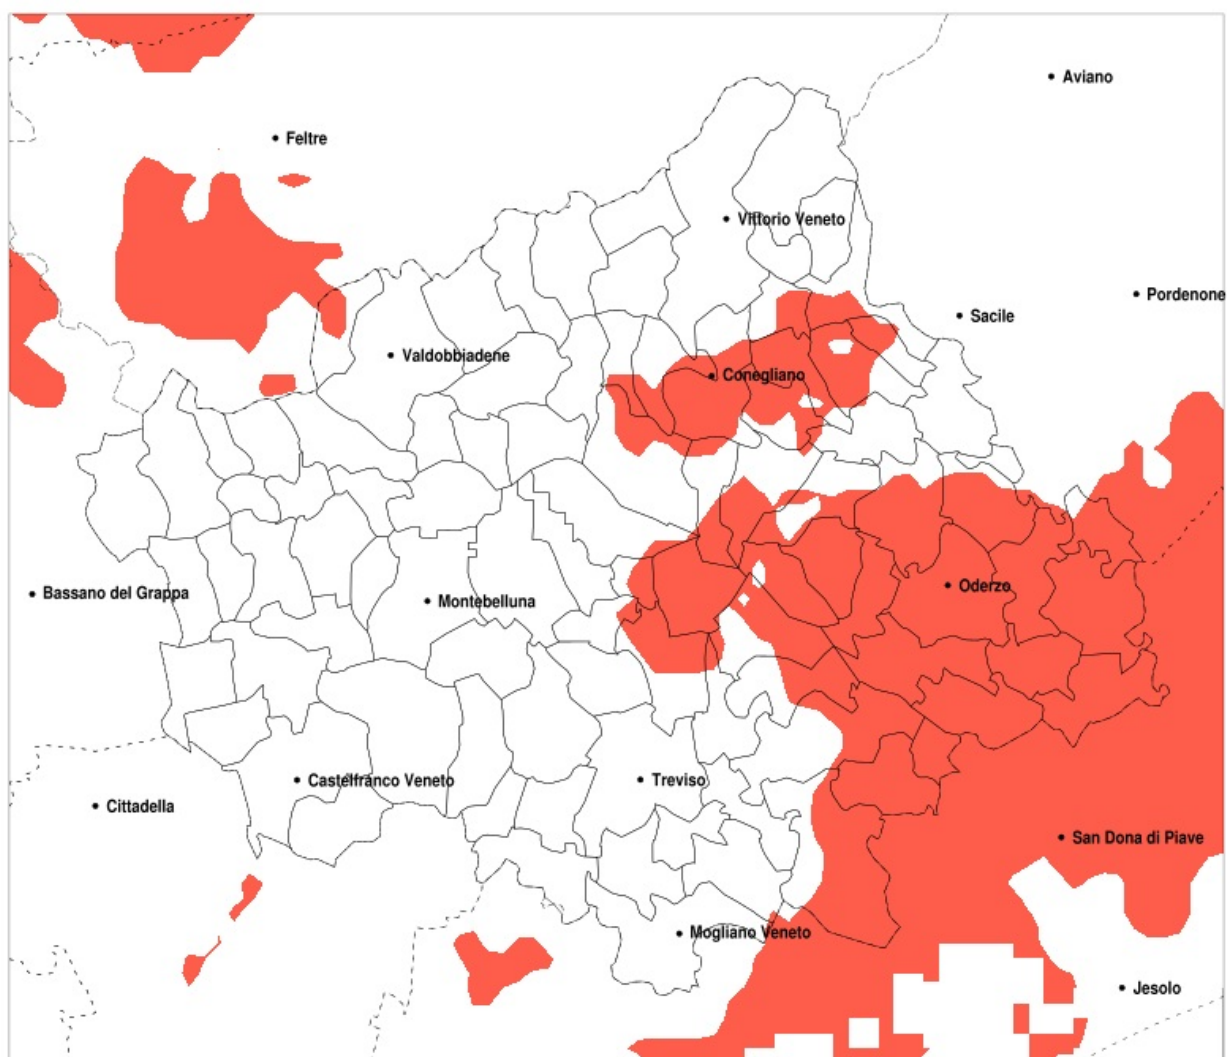 Aviano
Feltre
Vittorio Veneto
Pordenone
Sacile
Valdobbiadene
Conegliano
Oderzo
Bassano del Grappa
Montebelluna
Castelfranco Veneto
Treviso
Cittadella
San Dona di Piave
Mogliano Veneto
Jesolo